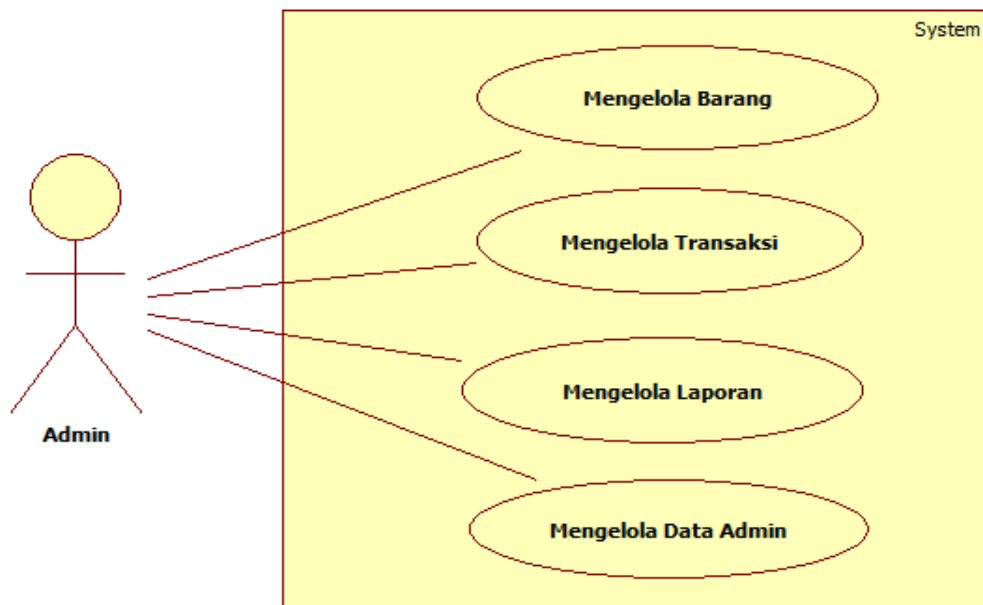 System
Mengelola Barang
Mengelola Transaksi
Mengelola Laporan
Admin
Mengelola Data Admin